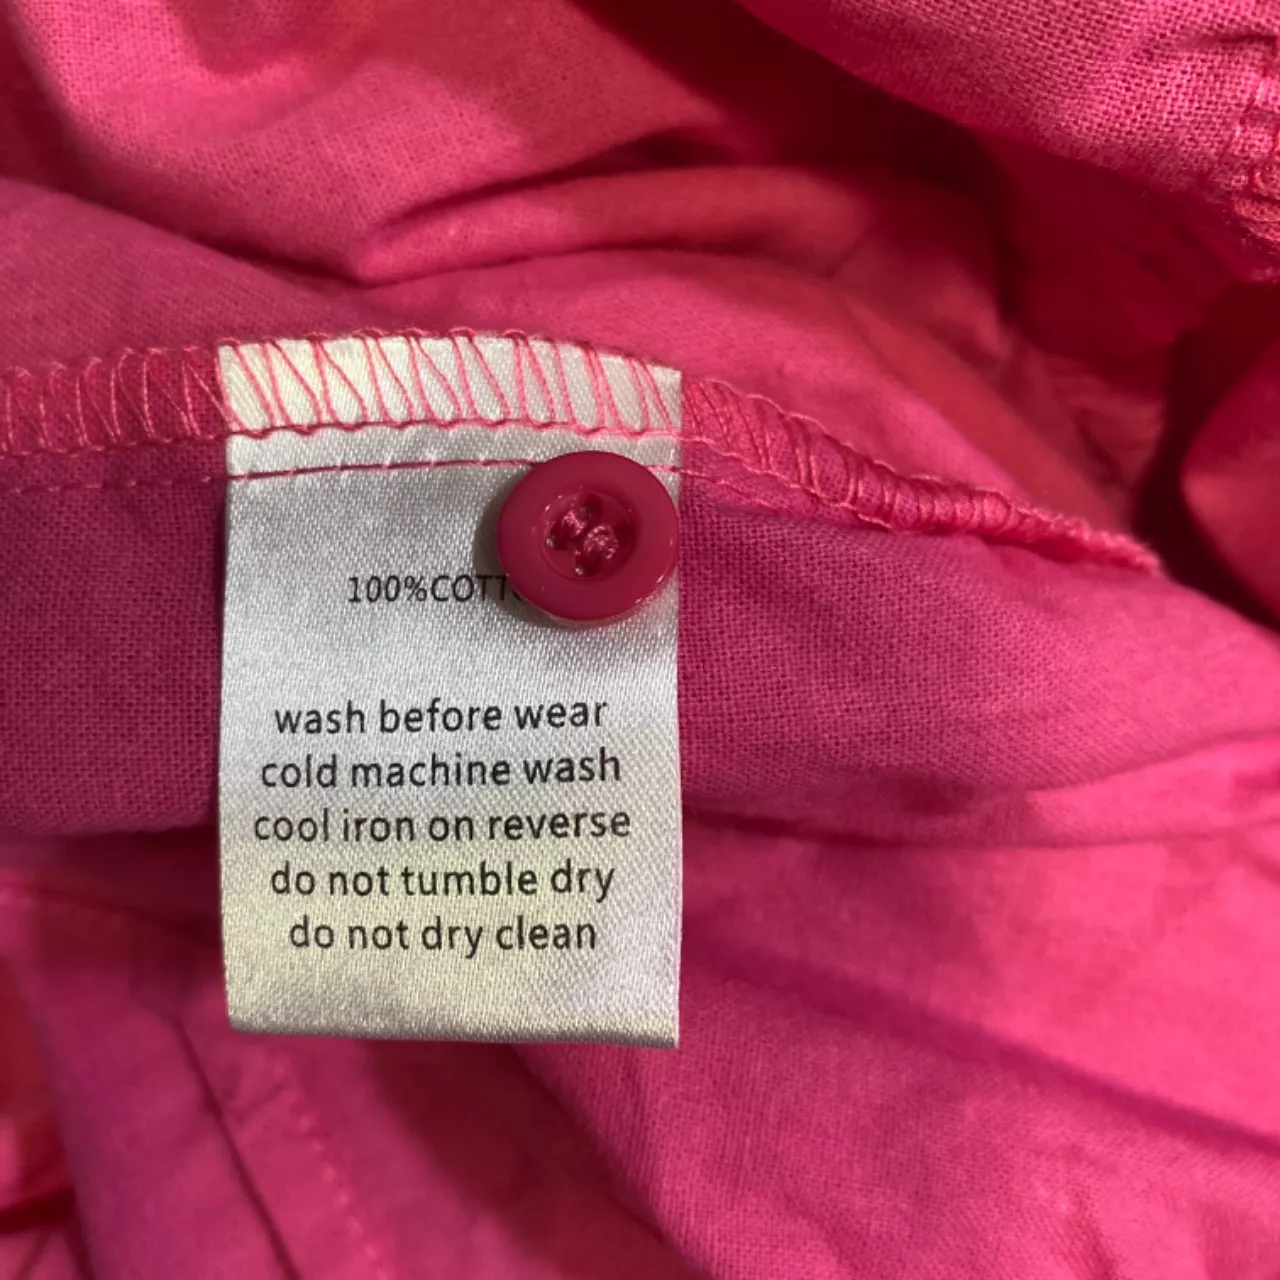 100%COTT
wash before wear
cold machine wash
cool iron on reverse
do not tumble dry
do not dry clean